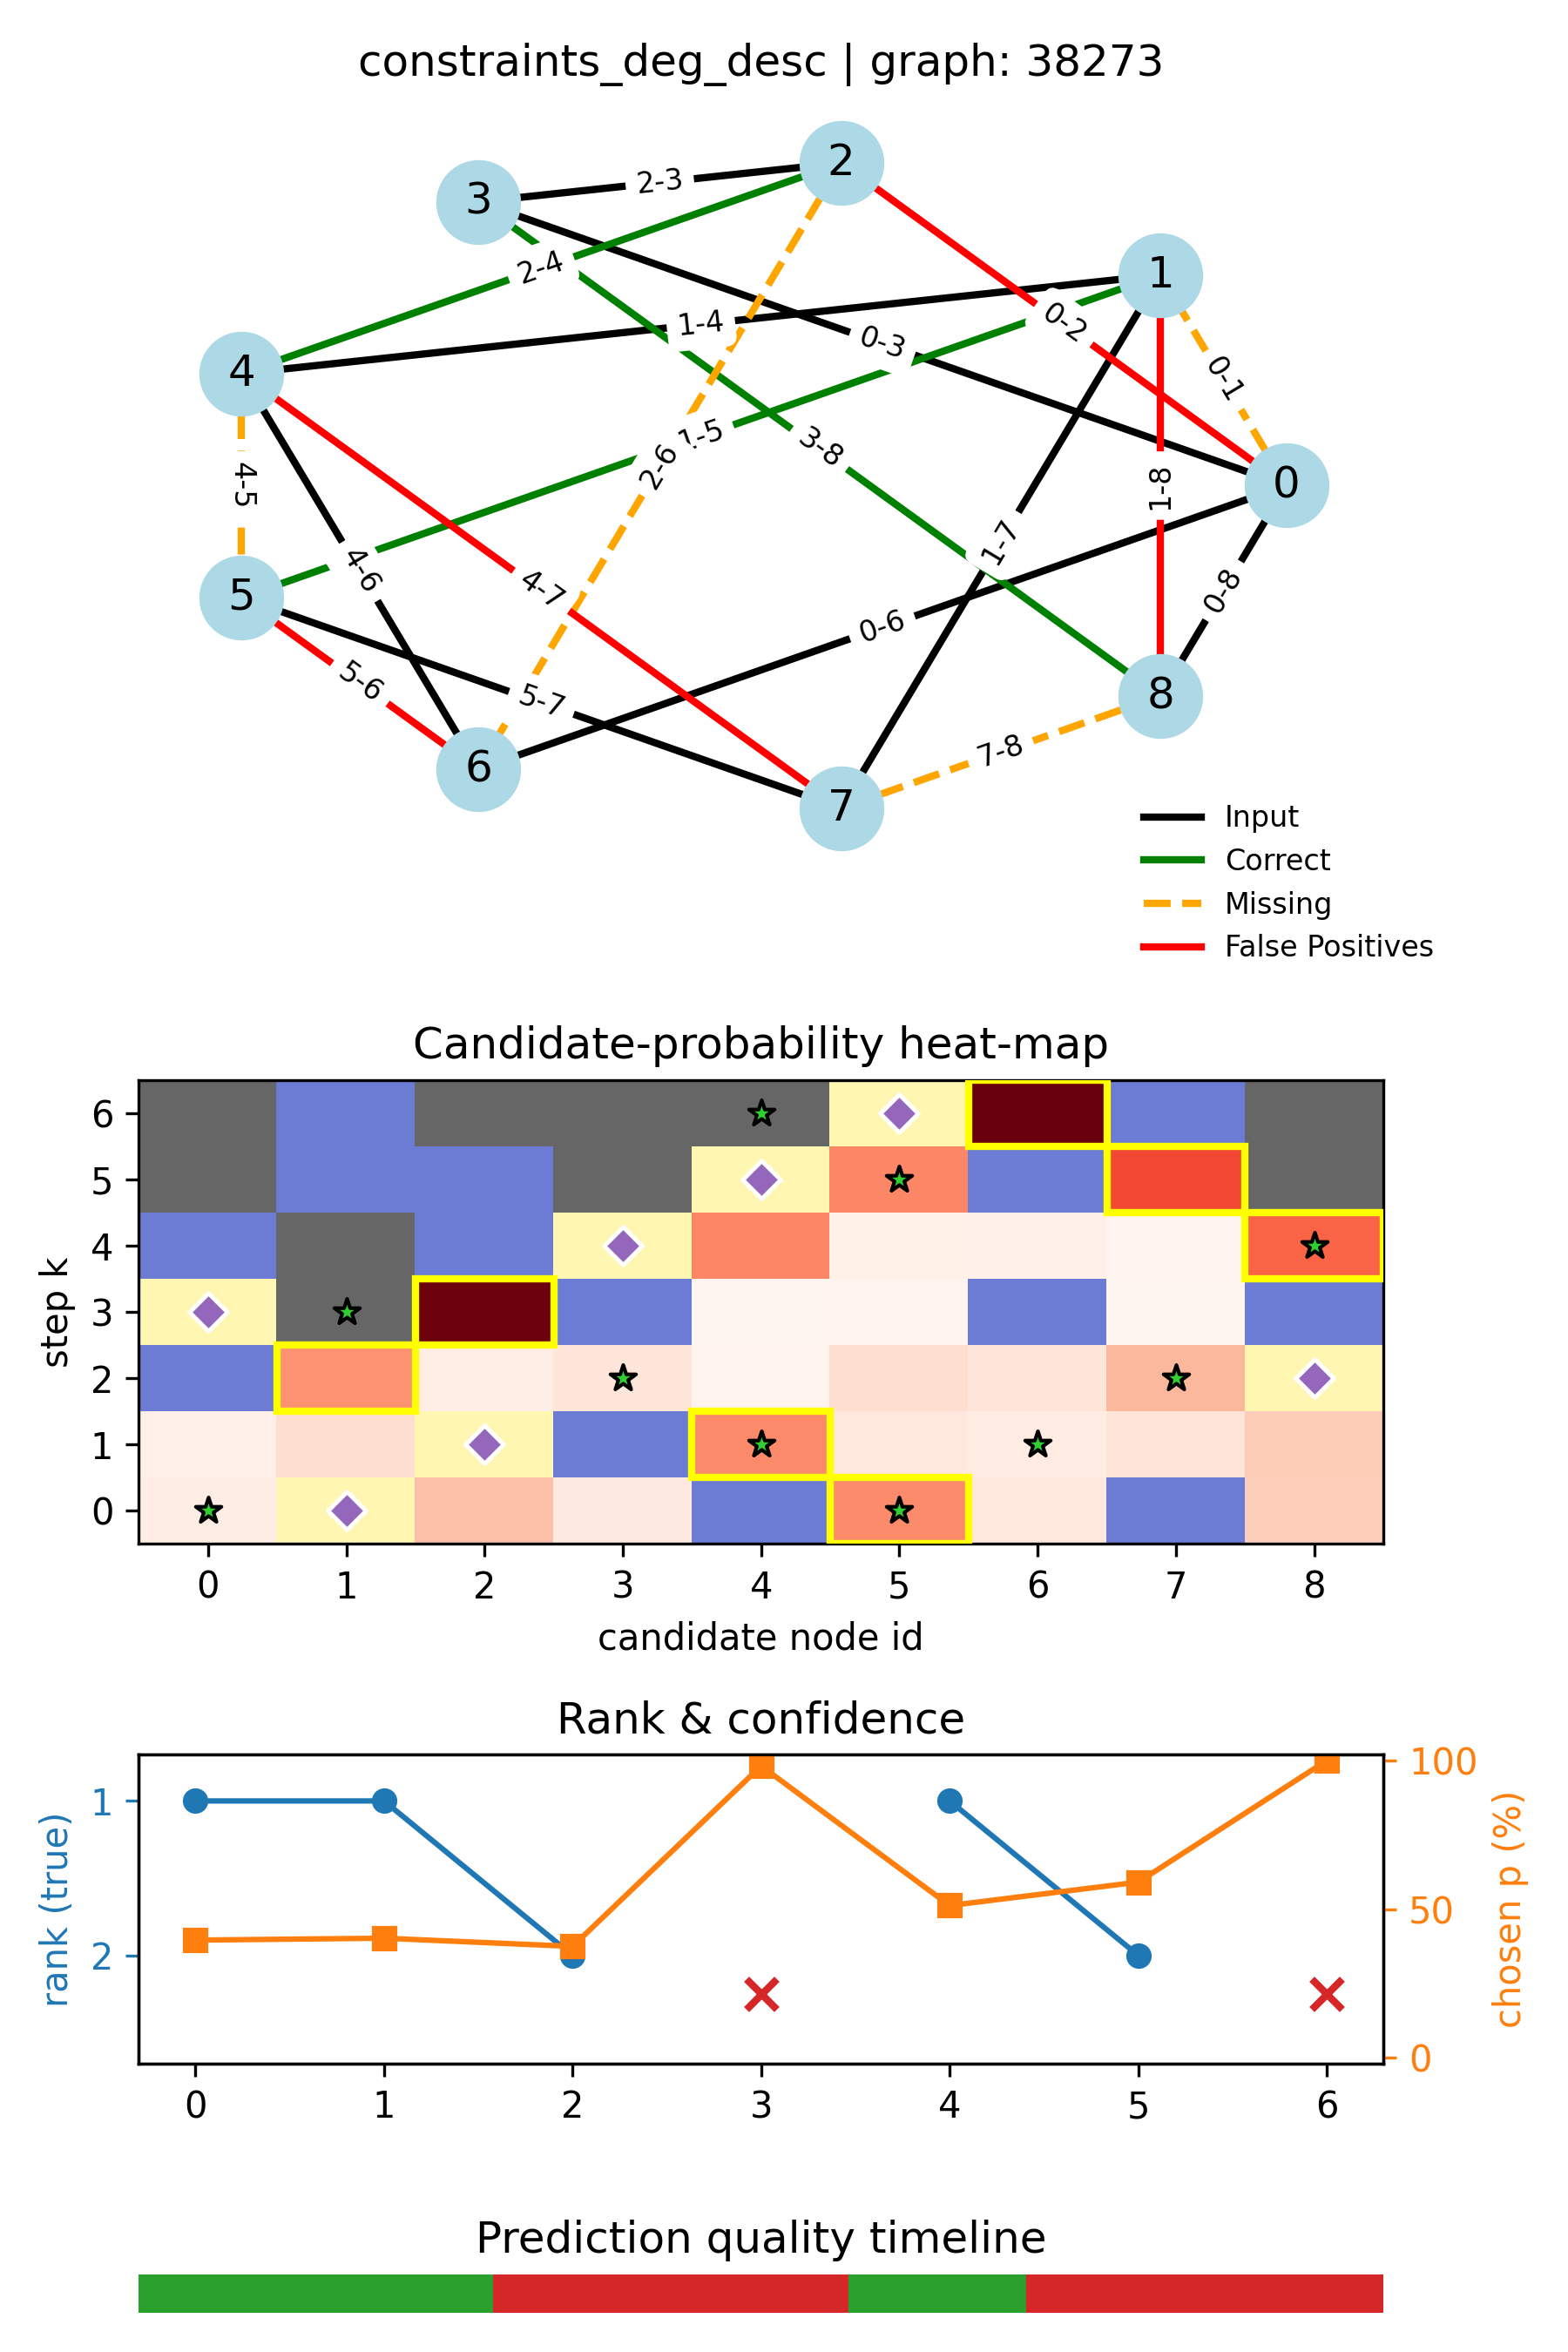 constraints_deg_desc | graph: 38273
2
3
2-3
1
2-4
0-2
1-4
0-3
4
0-1
1-5
3-8
2-6
0
4-5
1-8
1-7
4-6
4-7
0-8
5
0-6
5-6
5-7
8
7-8
6
7
Input
Correct
Missing
False Positives
Candidate-probability heat-map
6
5
4
3
2
1
0
step k
0 1 2 3 4 5 6 7 8
candidate node id
Rank & confidence
1
2
rank (true)
100
50
0
chosen p (%)
0 1 2 3 4 5 6
Prediction quality timeline